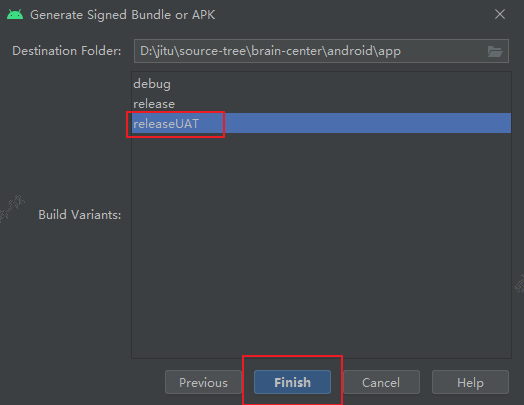 Generate Signed Bundle or APK
Destination Folder: D:\jitu\source-tree\brain-center\android\app
debug
release
releaseUAT
Build Variants:
Previous Finish Cancel Help